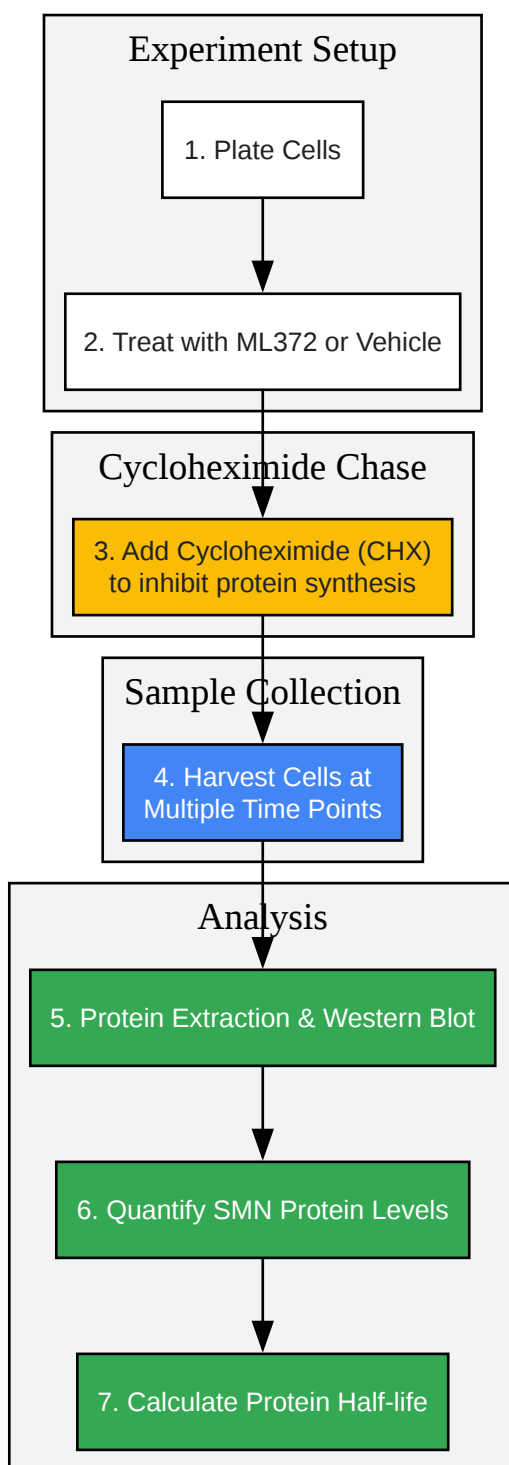 Experiment Setup
1. Plate Cells
2. Treat with ML372 or Vehicle
Cycloheximide Chase
3. Add Cycloheximide (CHX)
to inhibit protein synthesis
Sample Collection
4. Harvest Cells at
Multiple Time Points
Analysis
5. Protein Extraction & Western Blot
6. Quantify SMN Protein Levels
7. Calculate Protein Half-life